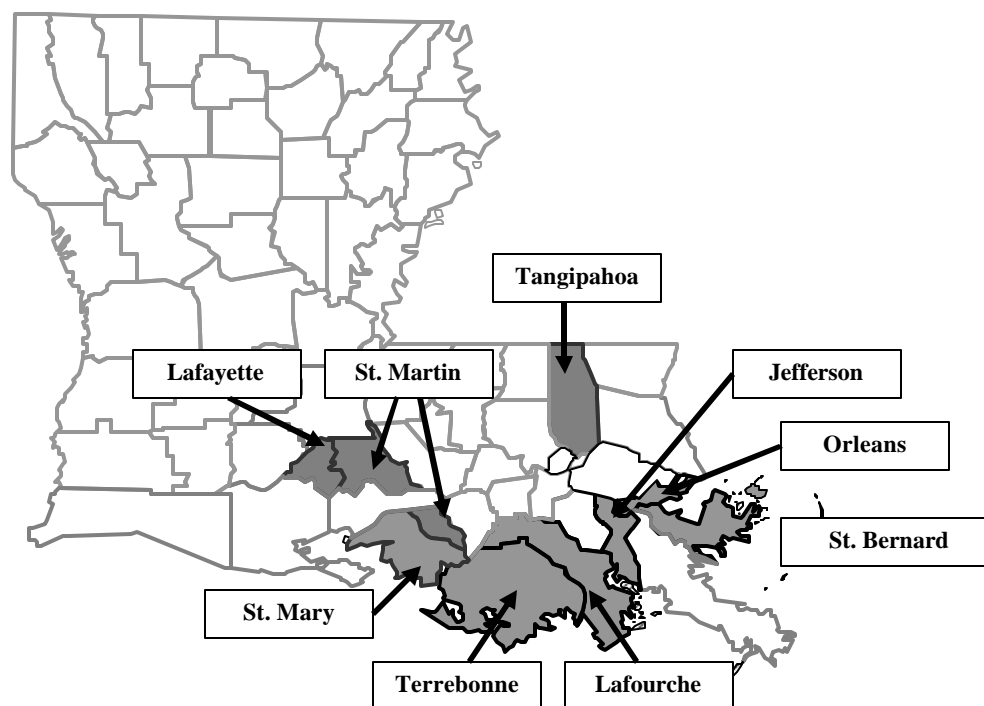 Tangipahoa
Lafayette
St. Martin
Jefferson
Orleans
St. Bernard
St. Mary
Terrebonne
Lafourche